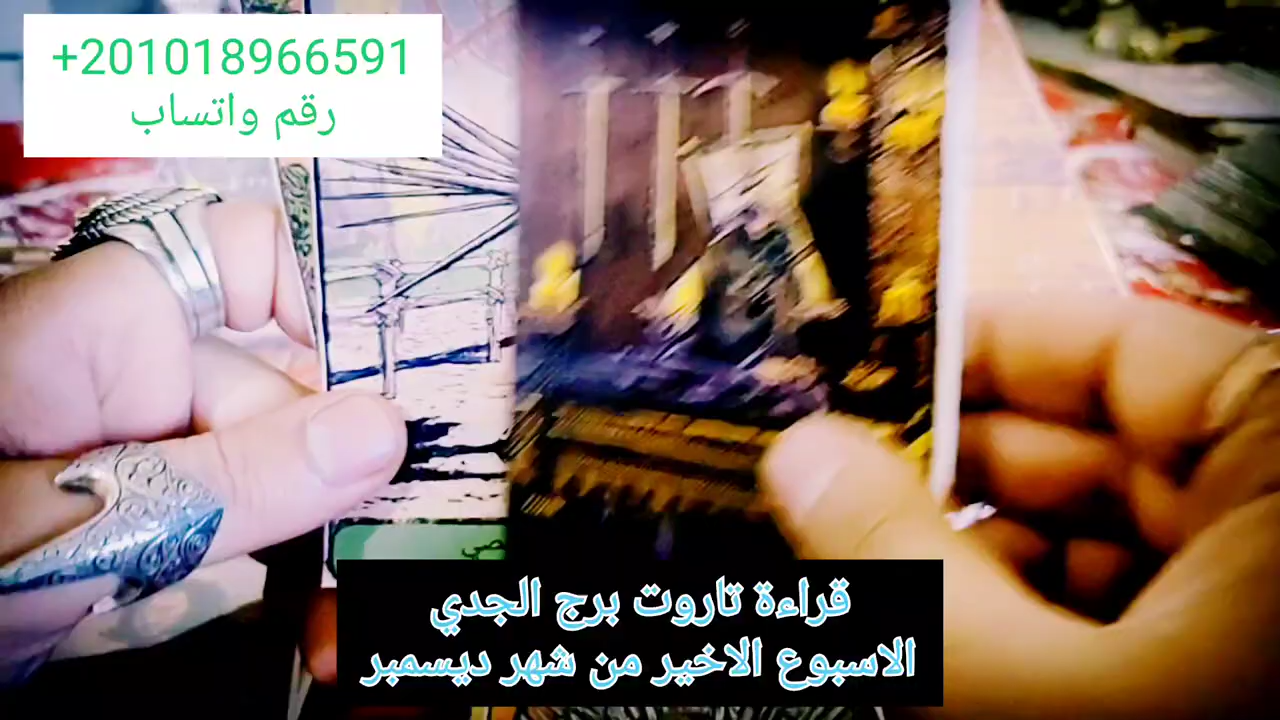 +201018966591
رقم واتساب
قراءة تاروت برج الجدي
الاسبوع الاخير من شهر ديسمبر